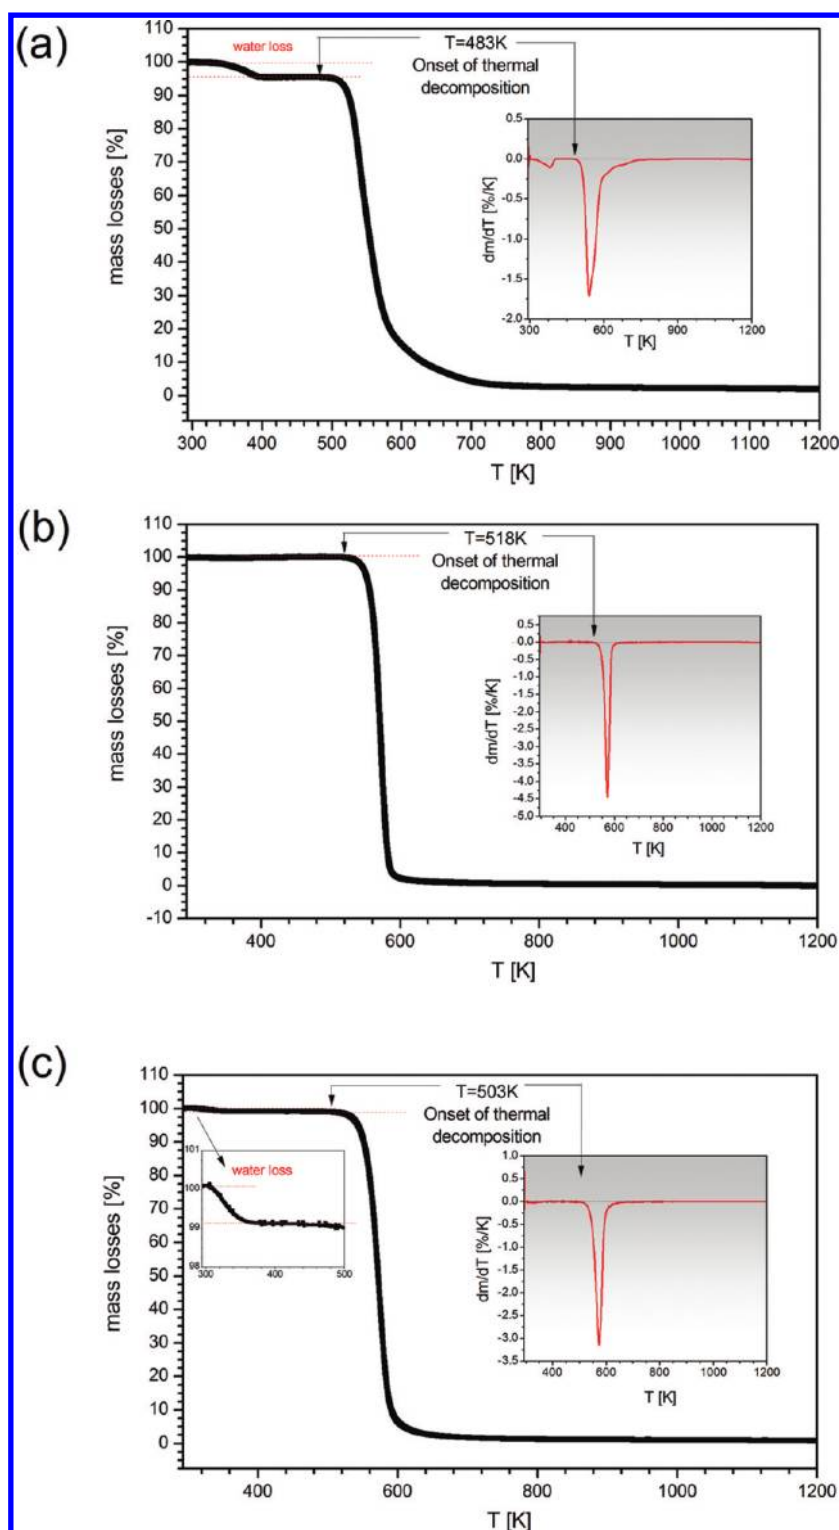 (a)
110
100
90
80
70
60
50
40
30
20
10
0
mass losses [%]
water loss
T=483K
Onset of thermal
decomposition
0.5
0.0
-0.5
-1.0
-1.5
-2.0
dm/dT [%/K]
300 600 900 1200
T [K]
300 400 500 600 700 800 900 1000 1100 1200
T [K]
(b)
110
100
90
80
70
60
50
40
30
20
10
0
-10
mass losses [%]
T=518K
Onset of thermal
decomposition
0.5
0.0
-0.5
-1.0
-1.5
-2.0
-2.5
-3.0
-3.5
-4.0
-4.5
-5.0
dm/dT [%/K]
400 600 800 1000 1200
T [K]
400 600 800 1000 1200
T [K]
(c)
110
100
90
80
70
60
50
40
30
20
10
0
mass losses [%]
T=503K
Onset of thermal
decomposition
101
100
99
98
water loss
300 400 500
1.0
0.5
0.0
-0.5
-1.0
-1.5
-2.0
-2.5
-3.0
-3.5
dm/dT [%/K]
400 600 800 1000 1200
T [K]
400 600 800 1000 1200
T [K]